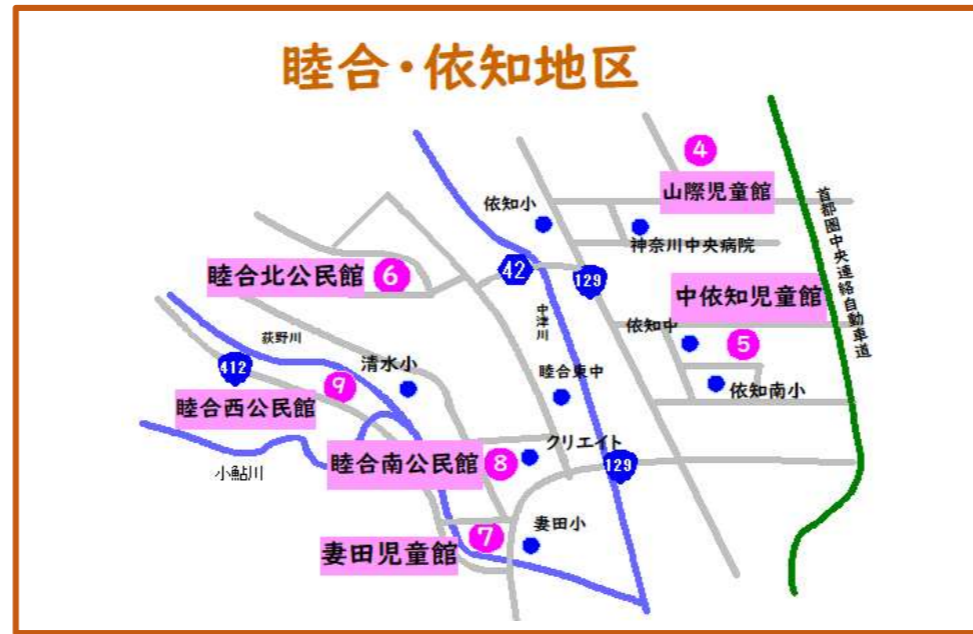 睦合・依知地区
④
山際児童館
依知小
神奈川中央病院
首都圏中央連絡自動車道
睦合北公民館
⑥
42
129
中依知児童館
中津川
依知中
⑤
荻野川
412
清水小
⑨
睦合東中
依知南小
睦合西公民館
クリエイト
睦合南公民館
⑧
129
小鮎川
妻田小
⑦
妻田児童館